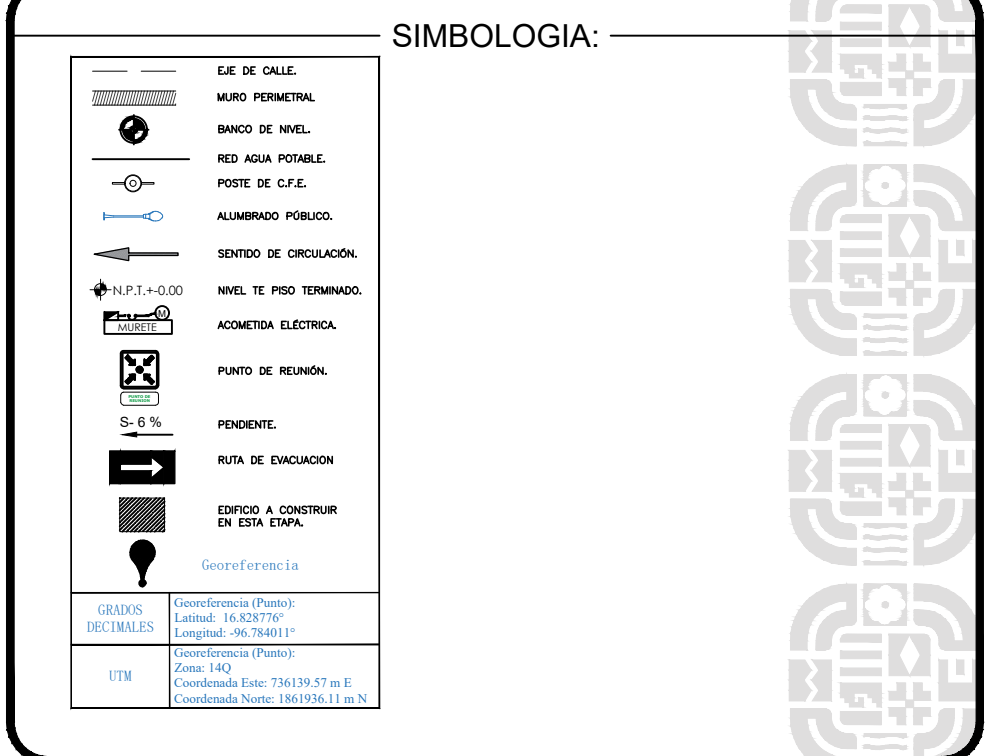 SIMBOLOGIA:
EJE DE CALLE.
MURO PERIMETRAL
BANCO DE NIVEL.
RED AGUA POTABLE.
POSTE DE C.F.E.
ALUMBRADO PÚBLICO.
SENTIDO DE CIRCULACIÓN.
N.P.T.+-0.00 NIVEL TE PISO TERMINADO.
M
MURETE ACOMETIDA ELÉCTRICA.
PUNTO DE REUNIÓN.
PUNTO DE
REUNION
S- 6 % PENDIENTE.
RUTA DE EVACUACION
EDIFICIO A CONSTRUIR
EN ESTA ETAPA.
Georeferencia
GRADOS
DECIMALES
Georeferencia (Punto):
Latitud: 16.828776°
Longitud: -96.784011°
UTM
Georeferencia (Punto):
Zona: 14Q
Coordenada Este: 736139.57 m E
Coordenada Norte: 1861936.11 m N